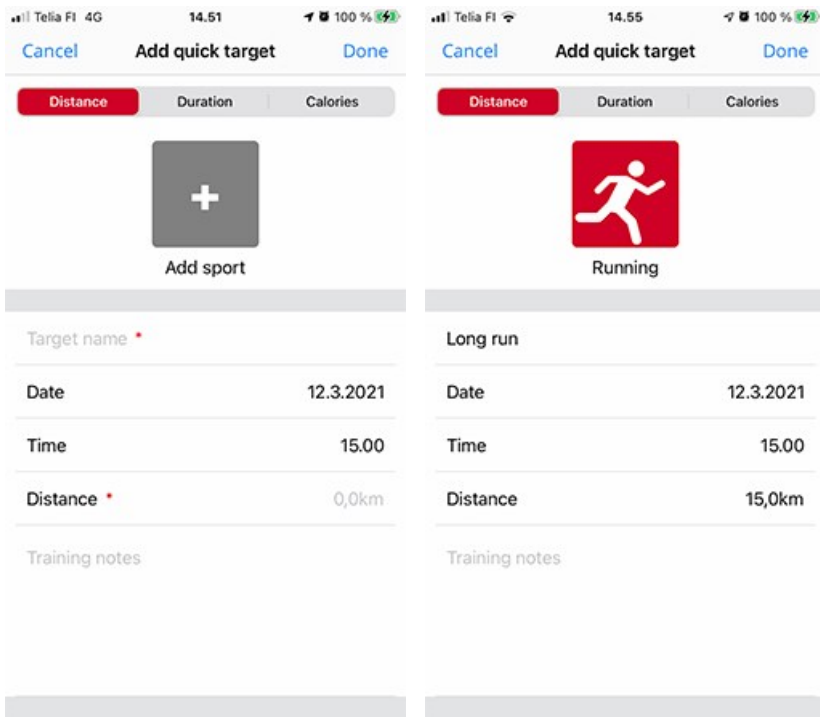 Telia FI 4G 14.51 100 %
Cancel Add quick target Done
Distance Duration Calories
+
Add sport
Target name *
Date 12.3.2021
Time 15.00
Distance * 0,0km
Training notes
Telia FI 14.55 100 %
Cancel Add quick target Done
Distance Duration Calories
Running
Long run
Date 12.3.2021
Time 15.00
Distance 15,0km
Training notes